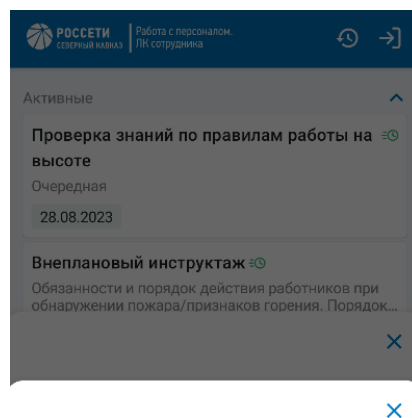 РОССЕТИ
СЕВЕРНЫЙ КАВКАЗ
Работа с персоналом.
ЛК сотрудника
Активные
Проверка знаний по правилам работы на
высоте
Очередная
28.08.2023
Внеплановый инструктаж
Обязанности и порядок действия работников при
обнаружении пожара/признаков горения. Порядок...